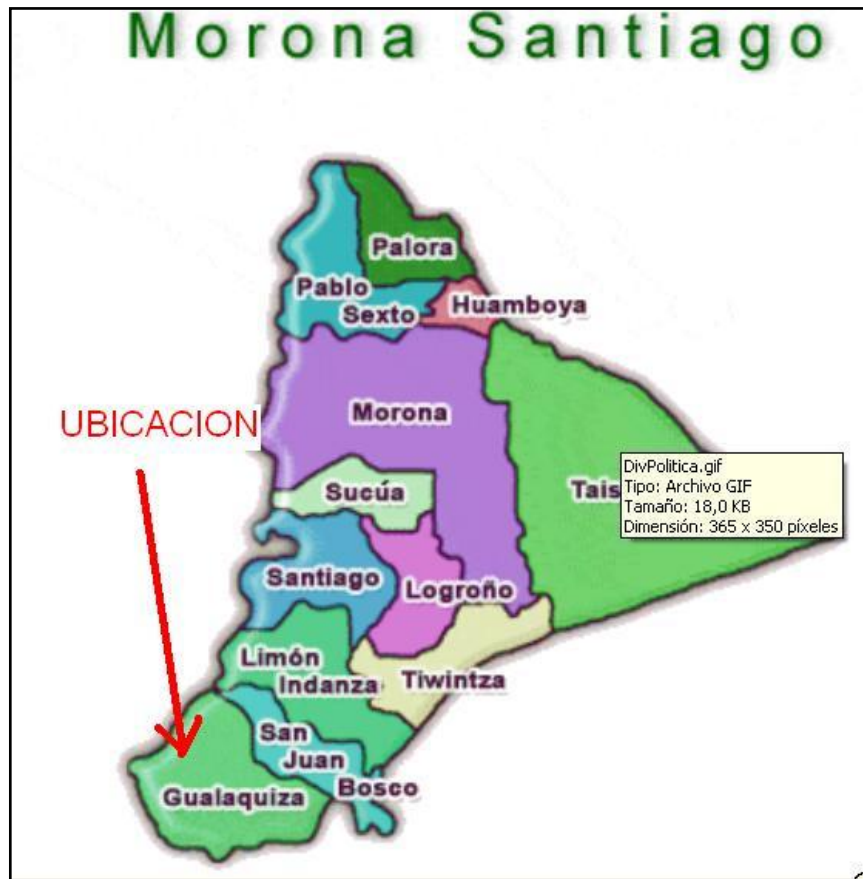 Morona Santiago
Palora
Pablo
Sexto
Huamboya
Morona
UBICACION
Sucúa
Tais
DivPolitica.gif
Tipo: Archivo GIF
Tamaño: 18,0 KB
Dimensión: 365 x 350 píxeles
Santiago
Logroño
Limón
Indanza
Tiwintza
San
Juan
Bosco
Gualaquiza